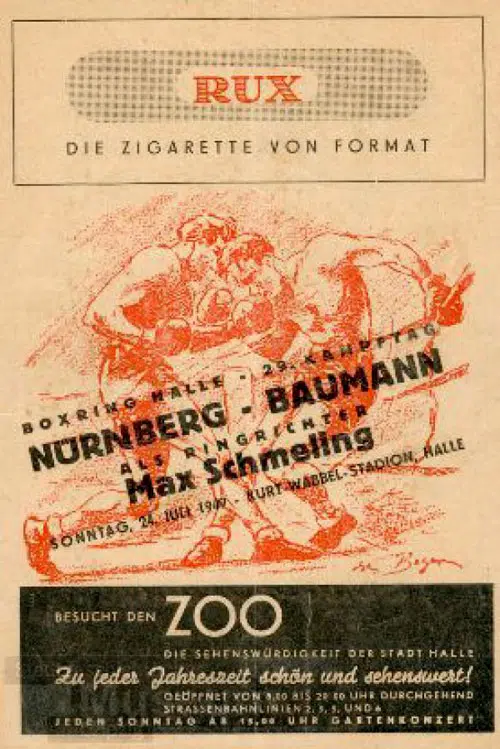 RUX
DIE ZIGARETTE VON FORMAT
BOXRING HALLE - 29. KAMPFTAG
NÜRNBERG - BAUMANN
ALS RINGRICHTER
Max Schmeling
SONNTAG, 24. JULI 1949 - KURT-WABBEL-STADION, HALLE
BESUCHT DEN ZOO
DIE SEHENSWÜRDIGKEIT DER STADT HALLE
Zu jeder Jahreszeit schön und sehenswert!
GEÖFFNET VON 8,00 BIS 20 00 UHR DURCHGEHEND
STRASSENBAHNLINIEN 2, 3, 5, UND 6
JEDEN SONNTAG AB 15,00 UHR GARTENKONZERT